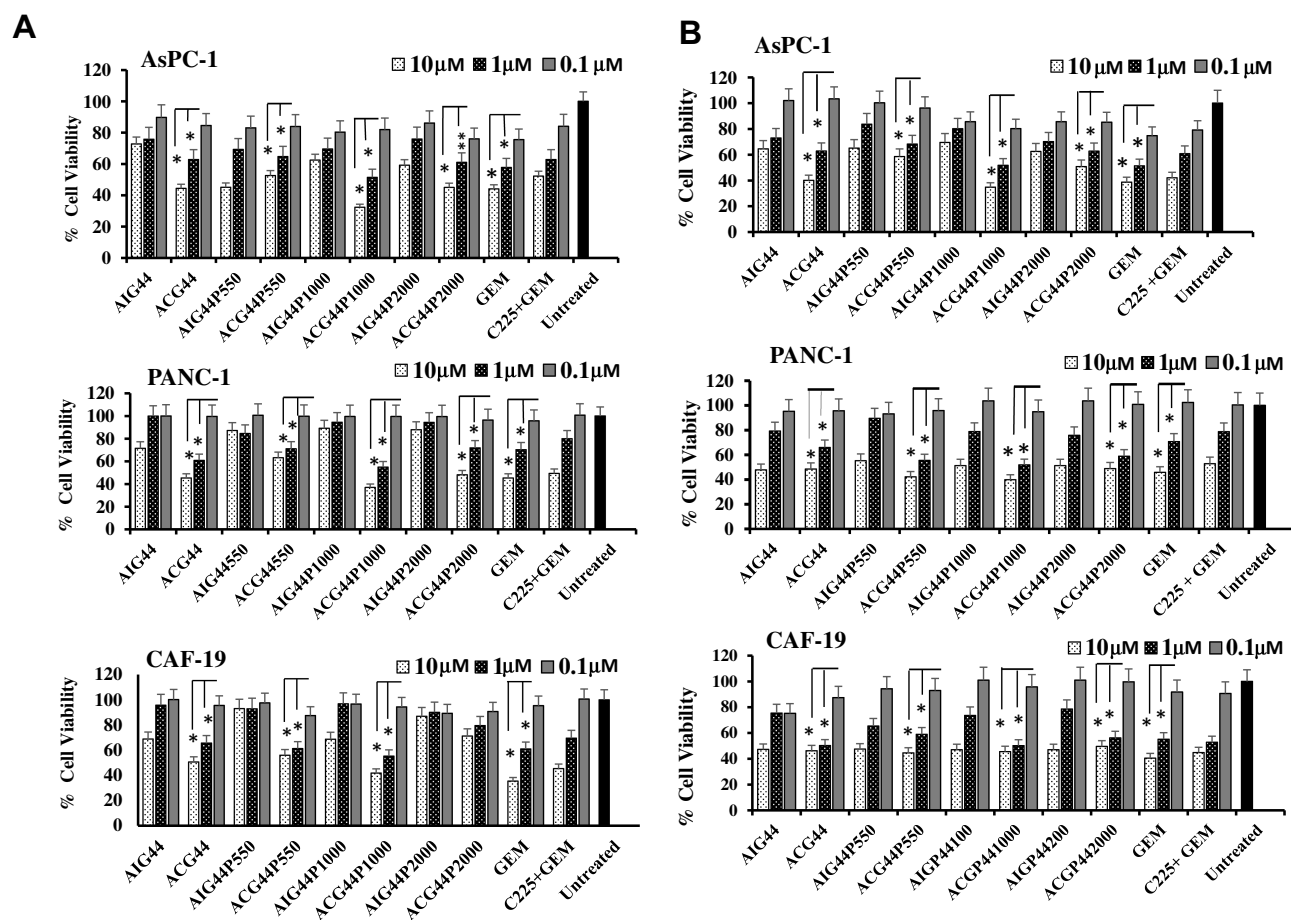 A
AsPC-1
10μM 1μM 0.1 μM
% Cell Viability
120
100
80
60
40
20
0
* * * * * * * ** * *
AIG44
ACG44
AIG44P550
ACG44P550
AIG44P1000
ACG44P1000
AIG44P2000
ACG44P2000
GEM
C225+GEM
Untreated
PANC-1
10μM 1μM 0.1μM
% Cell Viability
120
100
80
60
40
20
0
* * * * * * * * * *
AIG44
ACG44
AIG44550
ACG44550
AIG44P1000
ACG44P1000
AIG44P2000
ACG44P2000
GEM
C225+GEM
Untreated
CAF-19
10μM 1μM 0.1μM
% Cell Viability
120
100
80
60
40
20
0
* * * * * * * *
AIG44
ACG44
AIG44P550
ACG44P550
AIG44P1000
ACG44P1000
AIG44P2000
ACG44P2000
GEM
C225+GEM
Untreated
B
AsPC-1
10μM 1μM 0.1 μM
% Cell Viability
120
100
80
60
40
20
0
* * * * * * * * * *
AIG44
ACG44
AIG44P550
ACG44P550
AIG44P1000
ACG44P1000
AIG44P2000
ACG44P2000
GEM
C225 +GEM
Untreated
PANC-1
10μM 1μM 0.1μM
% Cell Viability
120
100
80
60
40
20
0
* * * * * * * * * *
AIG44
ACG44
AIG44P550
ACG44P550
AIG44P1000
ACG44P1000
AIG44P2000
ACG44P2000
GEM
C225 + GEM
Untreated
CAF-19
10μM 1μM 0.1μM
% Cell Viability
120
100
80
60
40
20
0
* * * * * * * * * *
AIG44
ACG44
AIG44P550
ACG44P550
AIGP44100
ACGP441000
AIGP44200
ACGP442000
GEM
C225+ GEM
Untreated